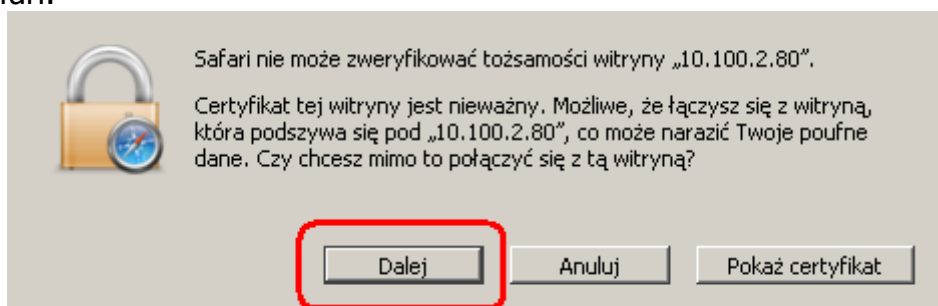 Safari nie może zweryfikować tożsamości witryny „10.100.2.80”.
Certyfikat tej witryny jest nieważny. Możliwe, że łączysz się z witryną,
która podszywa się pod „10.100.2.80”, co może narazić Twoje poufne
dane. Czy chcesz mimo to połączyć się z tą witryną?
Dalej
Anuluj
Pokaż certyfikat